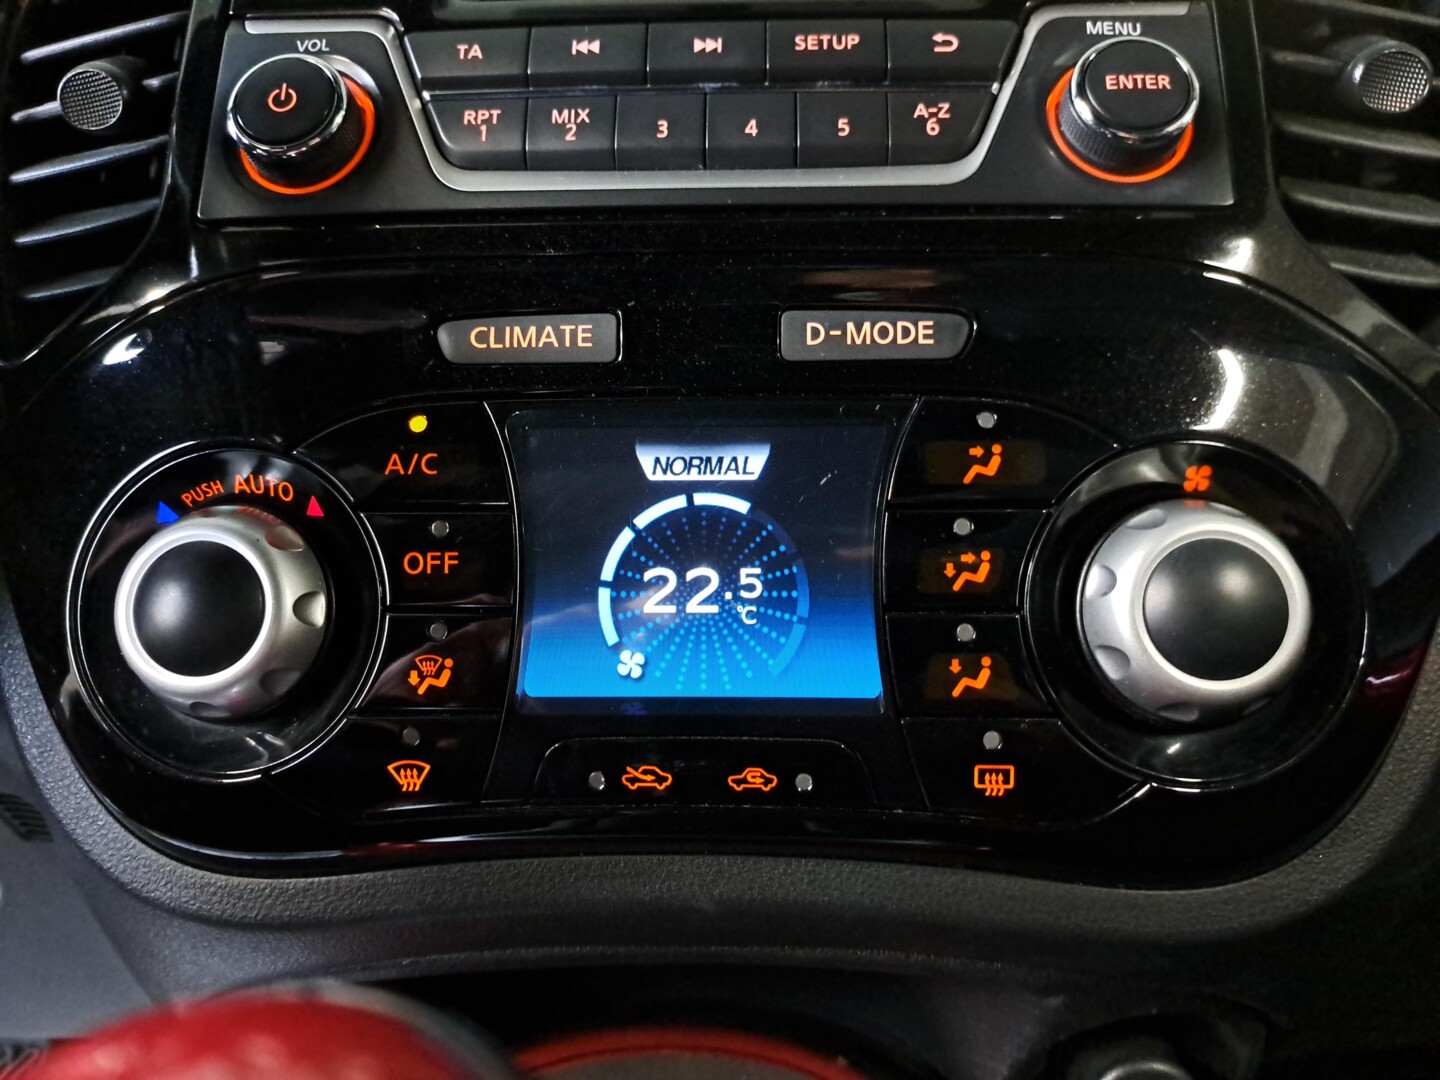 VOL
MENU
TA
SETUP
ENTER
RPT
1
MIX
2
3
4
5
A-Z
6
CLIMATE
D-MODE
A/C
NORMAL
PUSH AUTO
OFF
22.5
°C